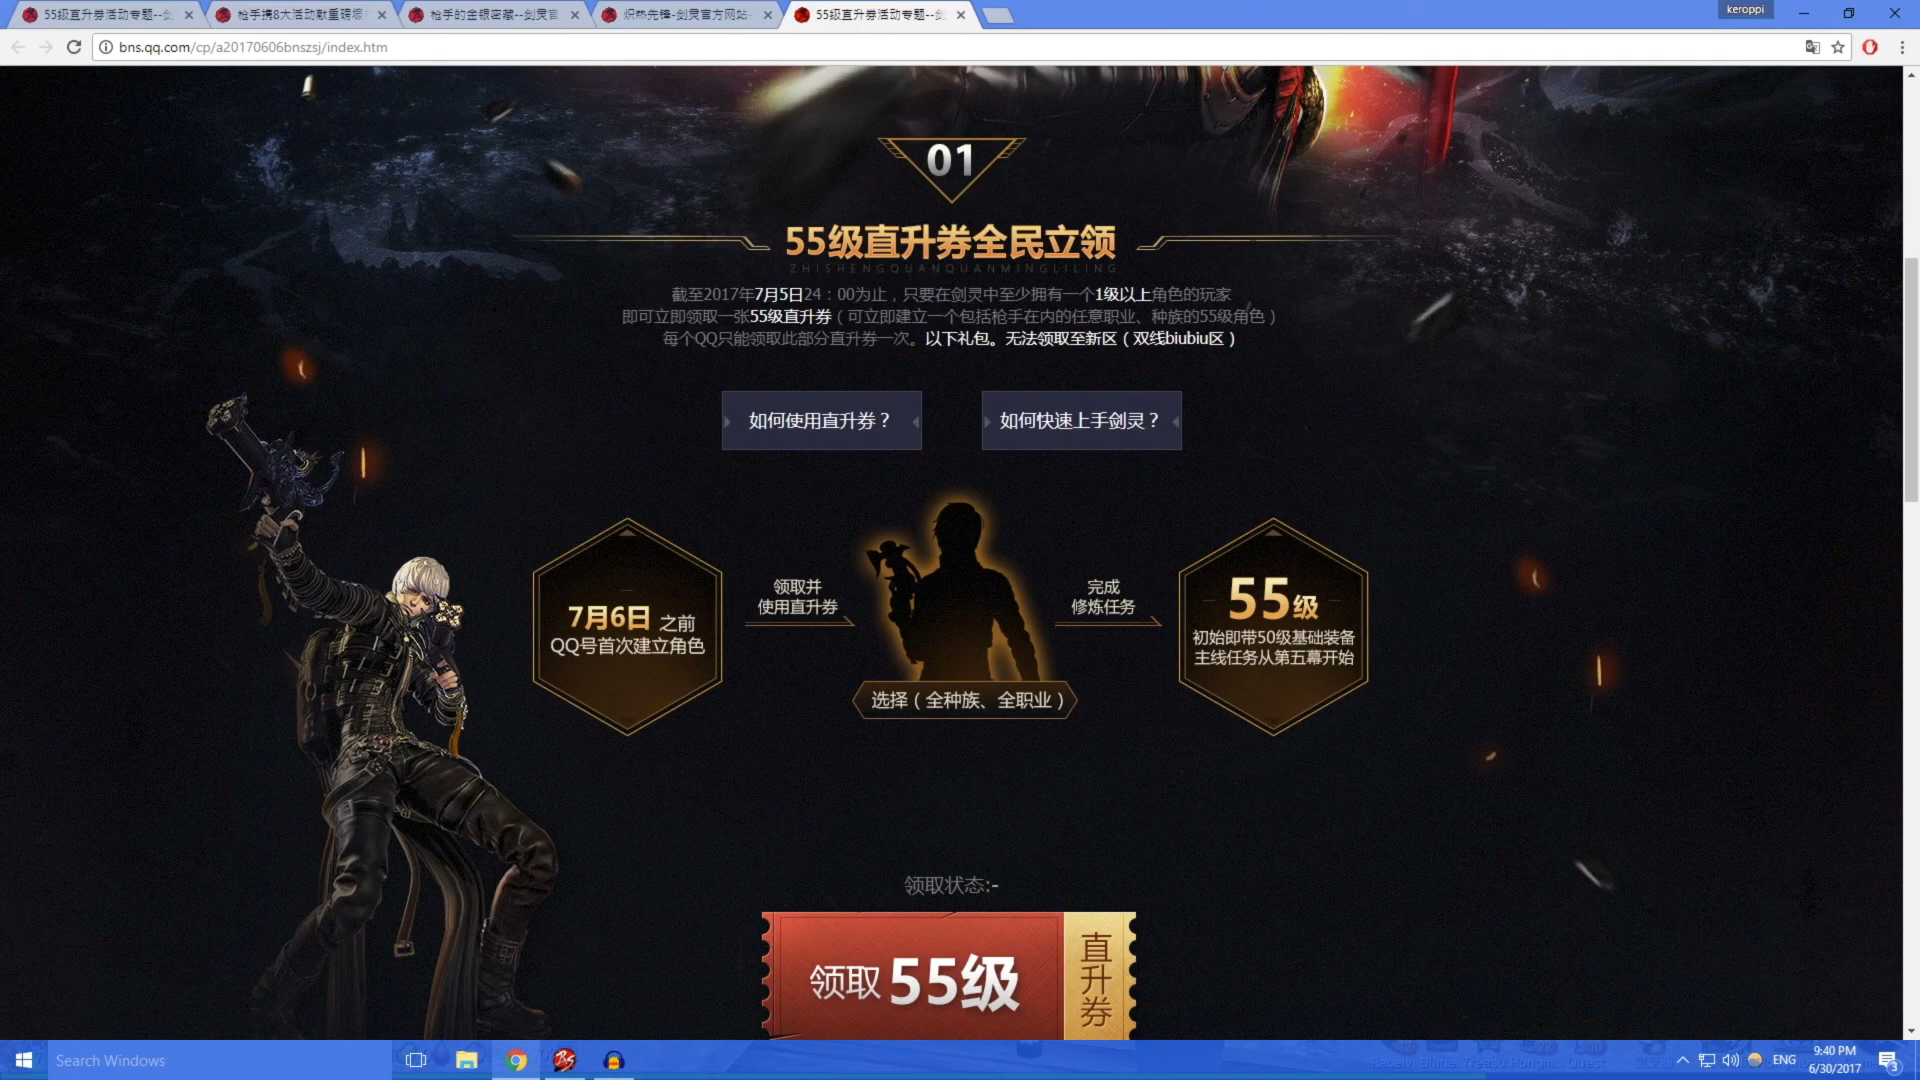 55级直升券活动专题--剑
枪手携8大活动献重磅
枪手的金银密藏--剑灵官
炽热先锋-剑灵官方网站-
55级直升券活动专题--剑
keroppi
bns.qq.com/cp/a20170606bnszsj/index.htm
01
55级直升券全民立领
ZHISHENGQUANQUANMINGLILING
截至2017年7月5日24：00为止，只要在剑灵中至少拥有一个1级以上角色的玩家
即可立即领取一张55级直升券（可立即建立一个包括枪手在内的任意职业、种族的55级角色）
每个QQ只能领取此部分直升券一次。以下礼包。无法领取至新区（双线biubiu区）
如何使用直升券？
如何快速上手剑灵？
7月6日 之前
QQ号首次建立角色
领取并
使用直升券
选择（全种族、全职业）
完成
修炼任务
55级
初始即带50级基础装备
主线任务从第五幕开始
领取状态:-
领取55级
直升券
Search Windows
ENG
9:40 PM
6/30/2017
3